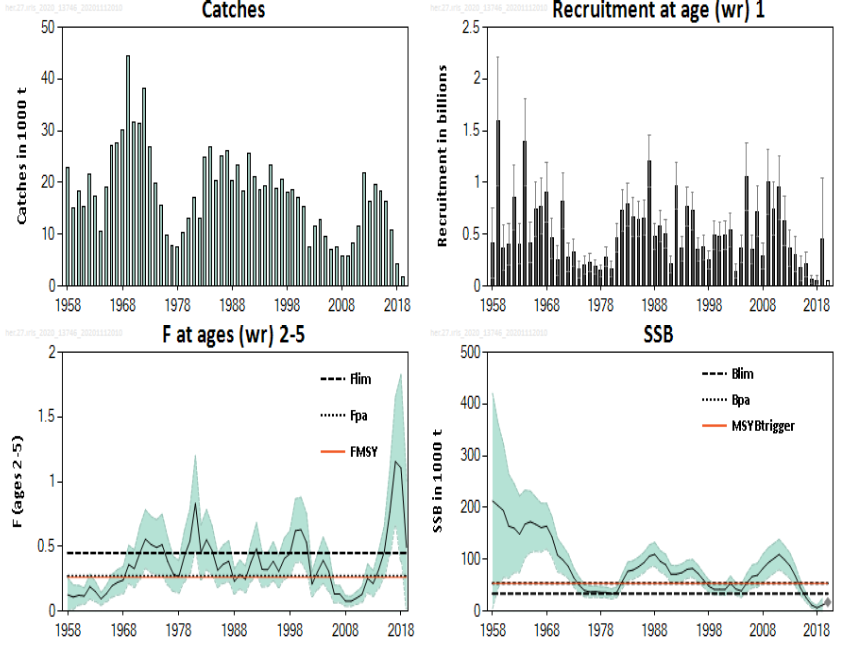 her.27.irls_2020_13746_20201112010
Catches
50
40
30
20
10
0
Catches in 1000 t
1958 1968 1978 1988 1998 2008 2018
Recruitment at age (wr) 1
2.5
2
1.5
1
0.5
0
Recruitment in billions
1958 1968 1978 1988 1998 2008 2018
F at ages (wr) 2-5
2
1.5
1
0.5
0
F (ages 2-5)
Flim
Fpa
FMSY
1958 1968 1978 1988 1998 2008 2018
SSB
500
400
300
200
100
0
SSB in 1000 t
Blim
Bpa
MSYBtrigger
1958 1968 1978 1988 1998 2008 2018